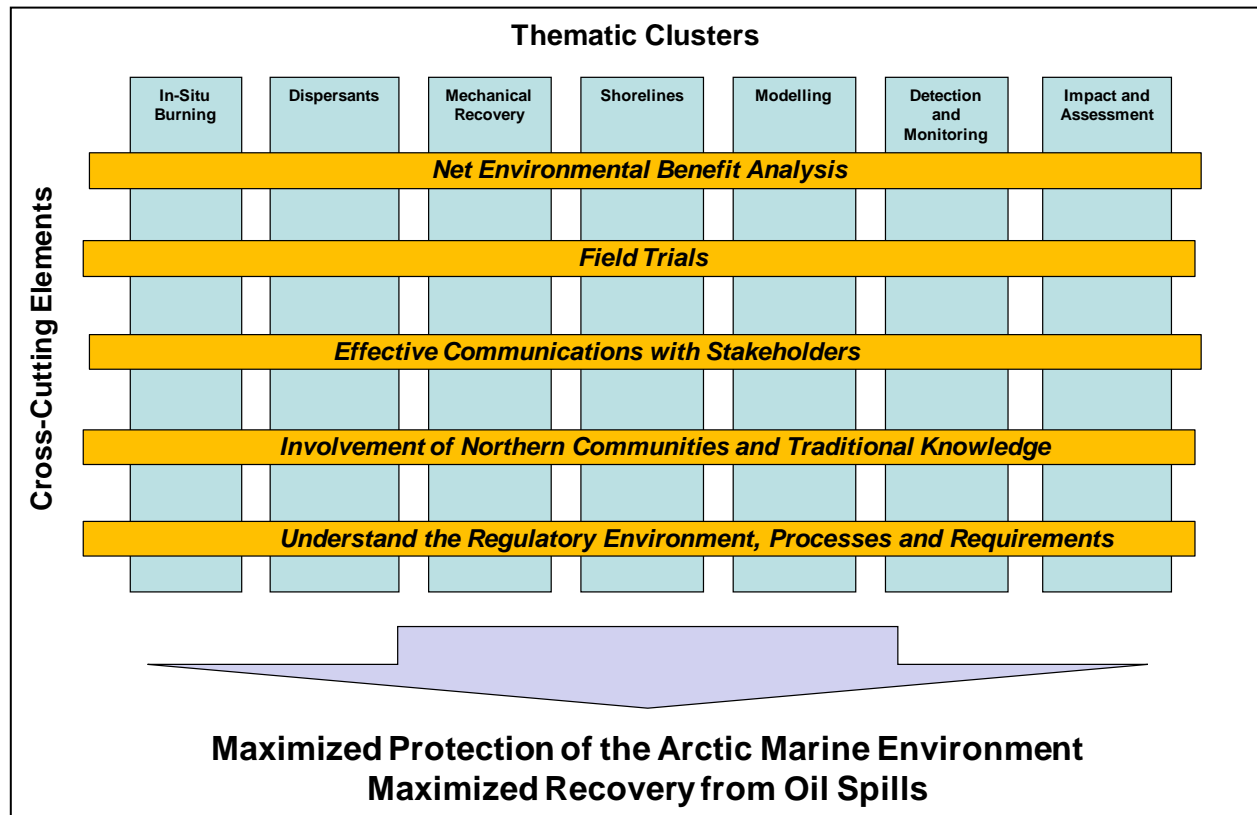 Thematic Clusters
In-Situ
Burning
Dispersants
Mechanical
Recovery
Shorelines
Modelling
Detection
and
Monitoring
Impact and
Assessment
Cross-Cutting Elements
Net Environmental Benefit Analysis
Field Trials
Effective Communications with Stakeholders
Involvement of Northern Communities and Traditional Knowledge
Understand the Regulatory Environment, Processes and Requirements
Maximized Protection of the Arctic Marine Environment
Maximized Recovery from Oil Spills